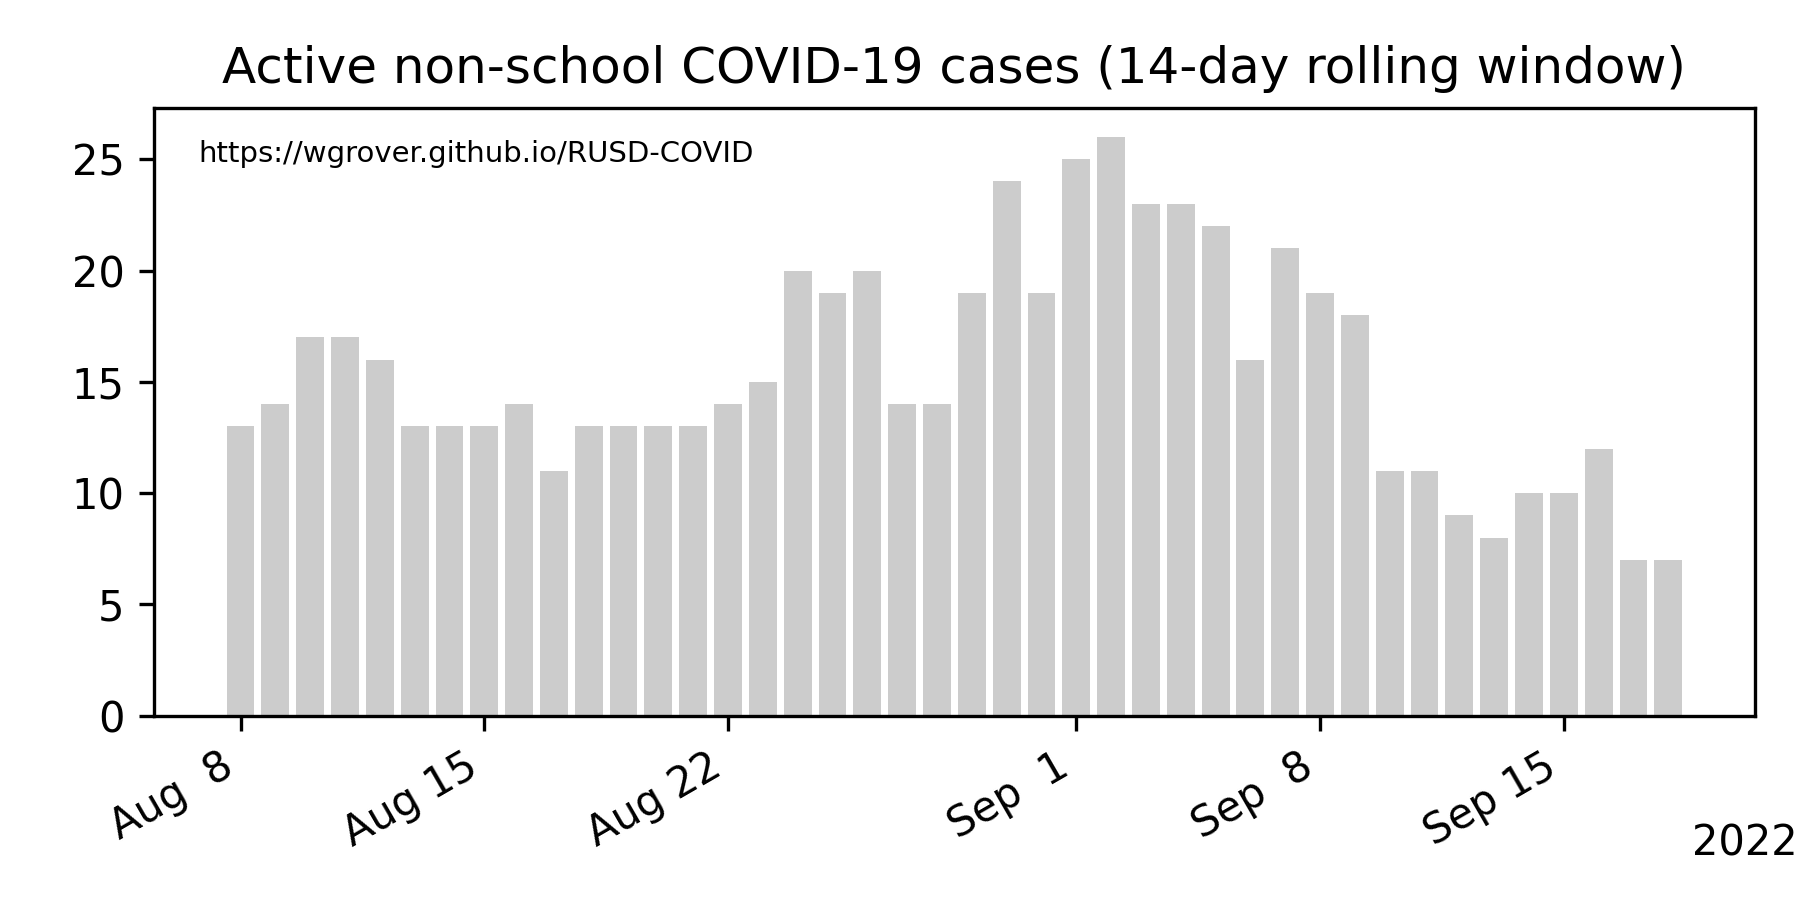 Active non-school COVID-19 cases (14-day rolling window)
https://wgrover.github.io/RUSD-COVID
25
20
15
10
5
0
Aug 8
Aug 15
Aug 22
Sep 1
Sep 8
Sep 15
2022